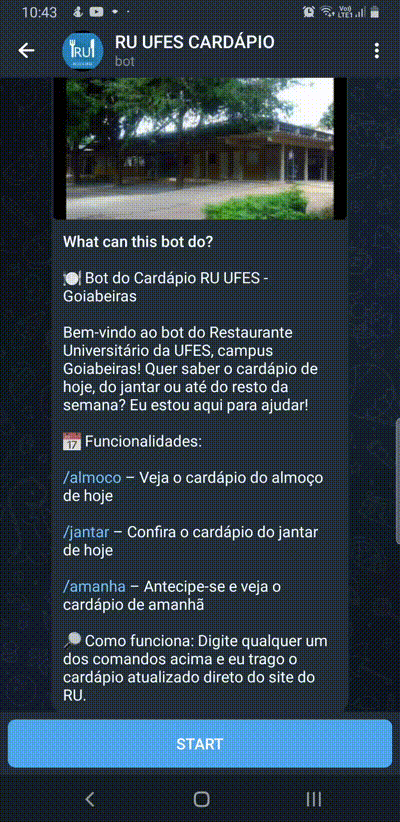 10:43
Vo))
LTE1
RU UFES CARDÁPIO
RU
bot
What can this bot do?
🍽️ Bot do Cardápio RU UFES -
Goiabeiras
Bem-vindo ao bot do Restaurante
Universitário da UFES, campus
Goiabeiras! Quer saber o cardápio de
hoje, do jantar ou até do resto da
semana? Eu estou aqui para ajudar!
📅 Funcionalidades:
/almoco – Veja o cardápio do almoço
de hoje
/jantar – Confira o cardápio do jantar
de hoje
/amanha – Antecipe-se e veja o
cardápio de amanhã
🔎 Como funciona: Digite qualquer um
dos comandos acima e eu trago o
cardápio atualizado direto do site do
RU.
START